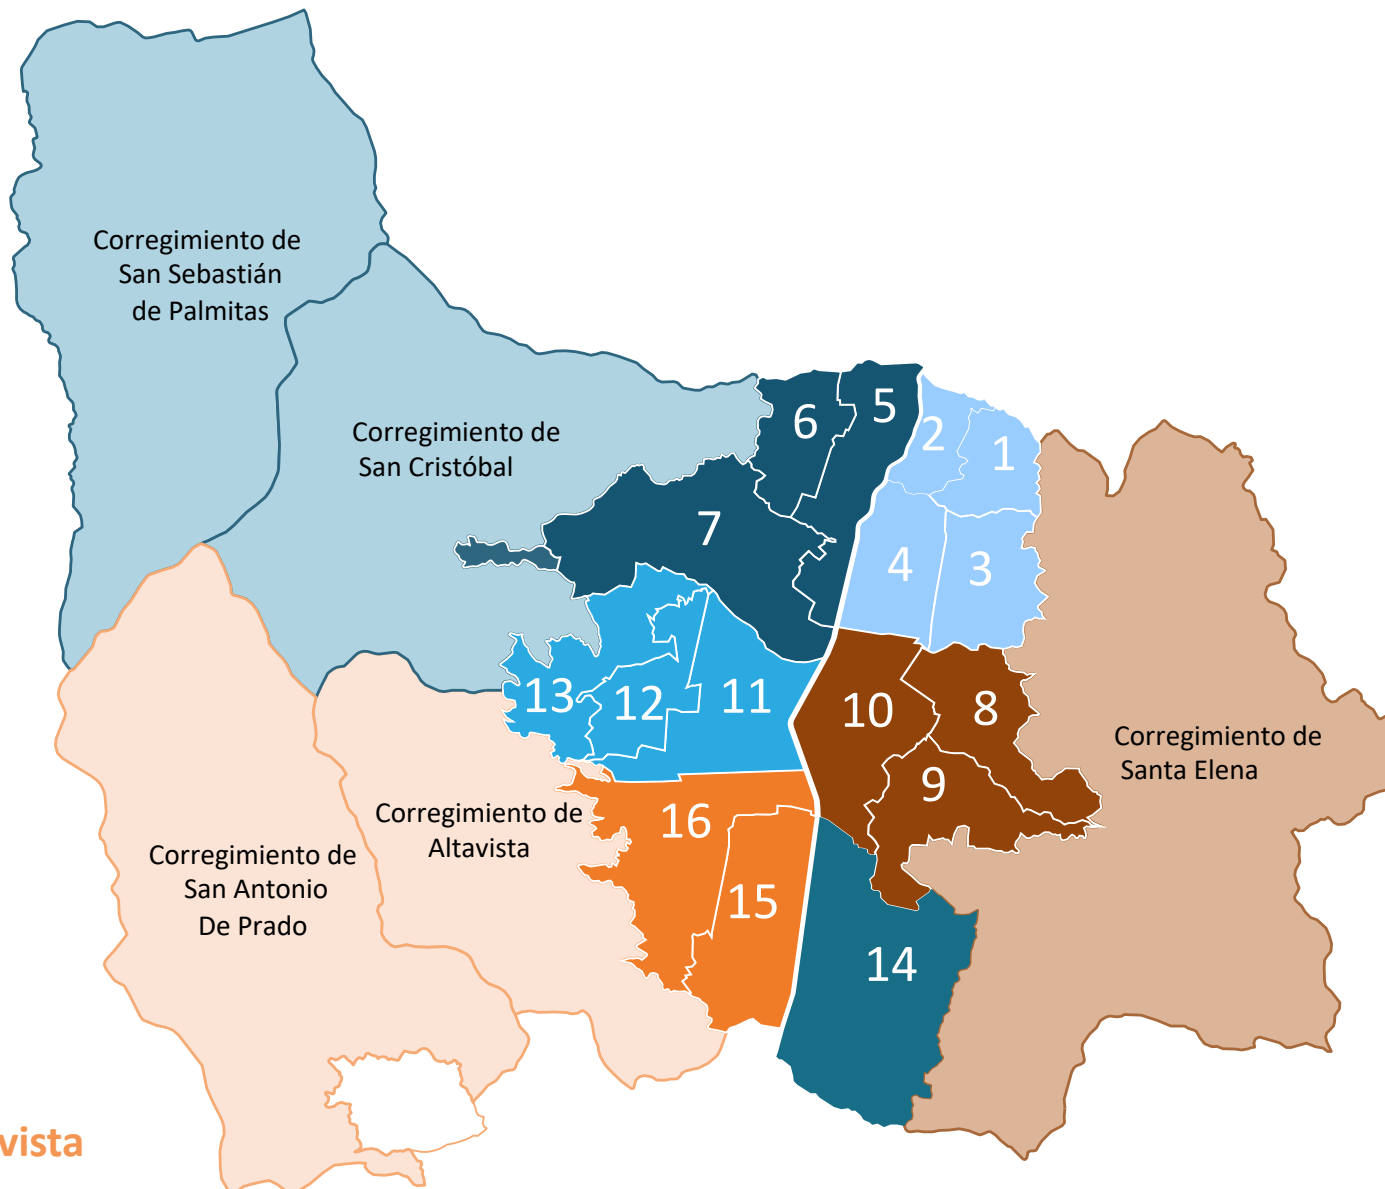 Corregimiento de
San Sebastián
de Palmitas
Corregimiento de
San Cristóbal
6
5
2
1
7
4
3
13
12
11
10
8
9
Corregimiento de
Santa Elena
Corregimiento de
Altavista
16
15
14
Corregimiento de
San Antonio
De Prado
vista